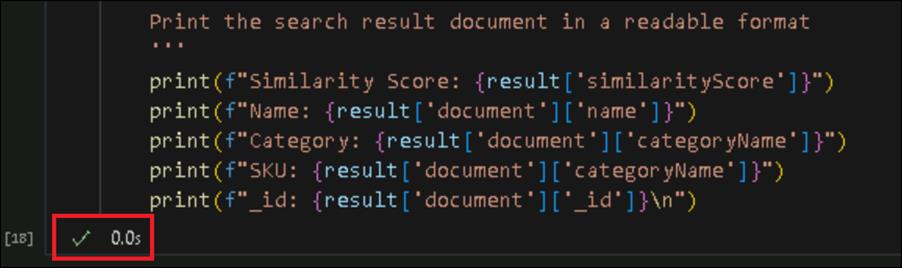 Print the search result document in a readable format
'''
print(f"Similarity Score: {result['similarityScore']}")
print(f"Name: {result['document']['name']}")
print(f"Category: {result['document']['categoryName']}")
print(f"SKU: {result['document']['categoryName']}")
print(f"_id: {result['document']['_id']}\n")
[18] ✓ 0.0s